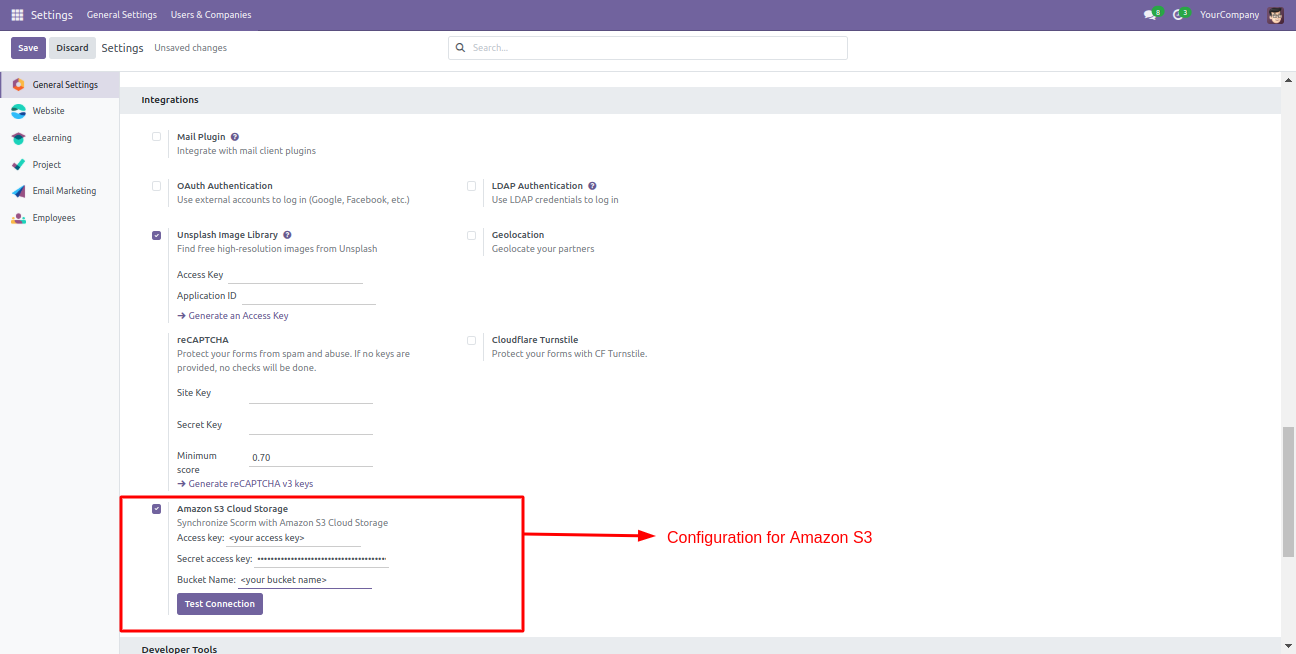 Settings General Settings Users & Companies 8 3 YourCompany
Save Discard Settings Unsaved changes Search...
General Settings
Website
eLearning
Project
Email Marketing
Employees
Integrations
Mail Plugin ?
Integrate with mail client plugins
OAuth Authentication
Use external accounts to log in (Google, Facebook, etc.)
LDAP Authentication ?
Use LDAP credentials to log in
Unsplash Image Library ?
Find free high-resolution images from Unsplash
Access Key
Application ID
→ Generate an Access Key
Geolocation
Geolocate your partners
reCAPTCHA
Protect your forms from spam and abuse. If no keys are
provided, no checks will be done.
Site Key
Secret Key
Minimum
score
0.70
→ Generate reCAPTCHA v3 keys
Cloudflare Turnstile
Protect your forms with CF Turnstile.
Amazon S3 Cloud Storage
Synchronize Scorm with Amazon S3 Cloud Storage
Access key: <your access key>
Secret access key:
Bucket Name: <your bucket name>
Test Connection
Configuration for Amazon S3
Developer Tools